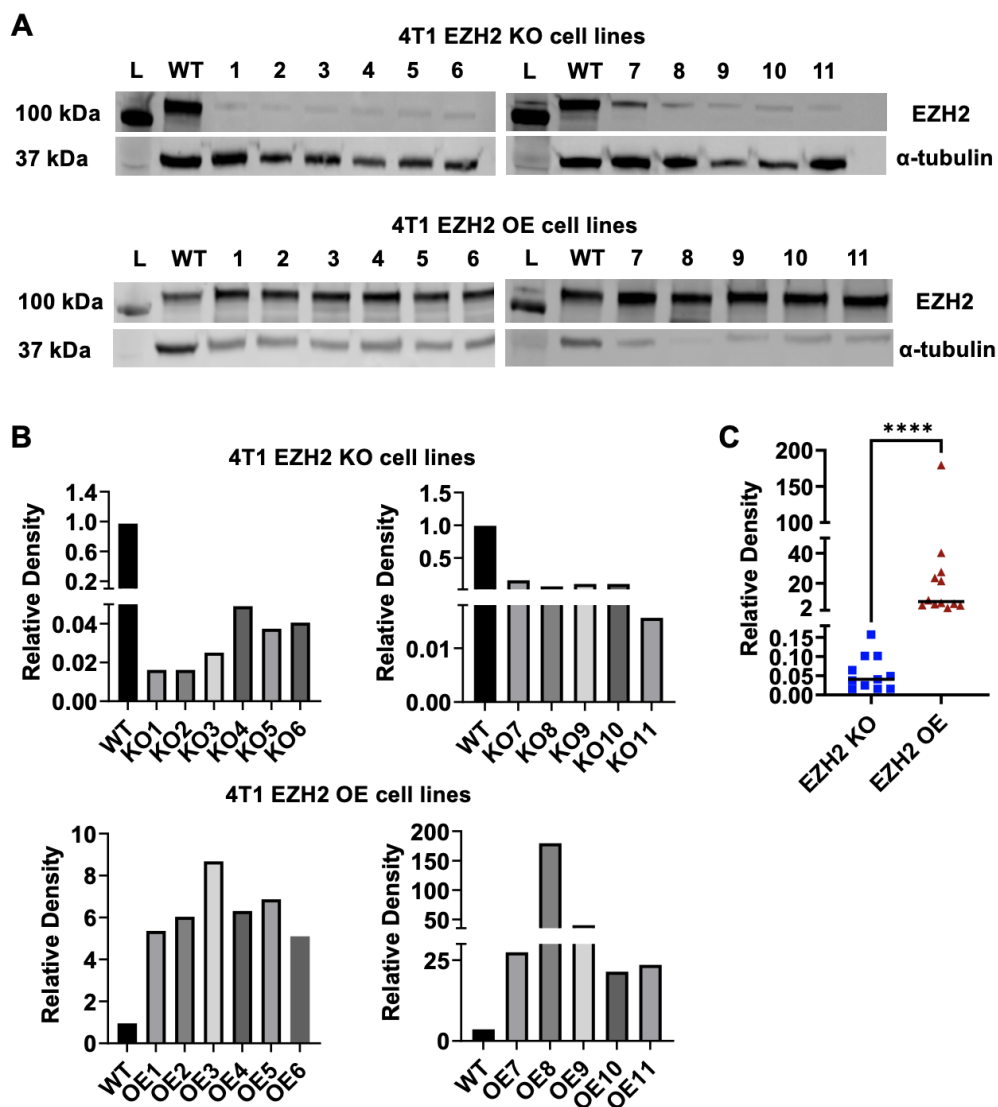 A
4T1 EZH2 KO cell lines
L WT 1 2 3 4 5 6 L WT 7 8 9 10 11
100 kDa EZH2
37 kDa α-tubulin
4T1 EZH2 OE cell lines
L WT 1 2 3 4 5 6 L WT 7 8 9 10 11
100 kDa EZH2
37 kDa α-tubulin
B
4T1 EZH2 KO cell lines
Relative Density
1.4
1.0
0.6
0.2
0.04
0.02
0.00
WT KO1 KO2 KO3 KO4 KO5 KO6
Relative Density
1.5
1.0
0.5
0.01
0.00
WT KO7 KO8 KO9 KO10 KO11
4T1 EZH2 OE cell lines
Relative Density
10
8
6
4
2
0
WT OE1 OE2 OE3 OE4 OE5 OE6
Relative Density
200
150
100
50
25
0
WT OE7 OE8 OE9 OE10 OE11
C
****
Relative Density
200
150
100
40
20
2
0.15
0.10
0.05
0.00
EZH2 KO EZH2 OE